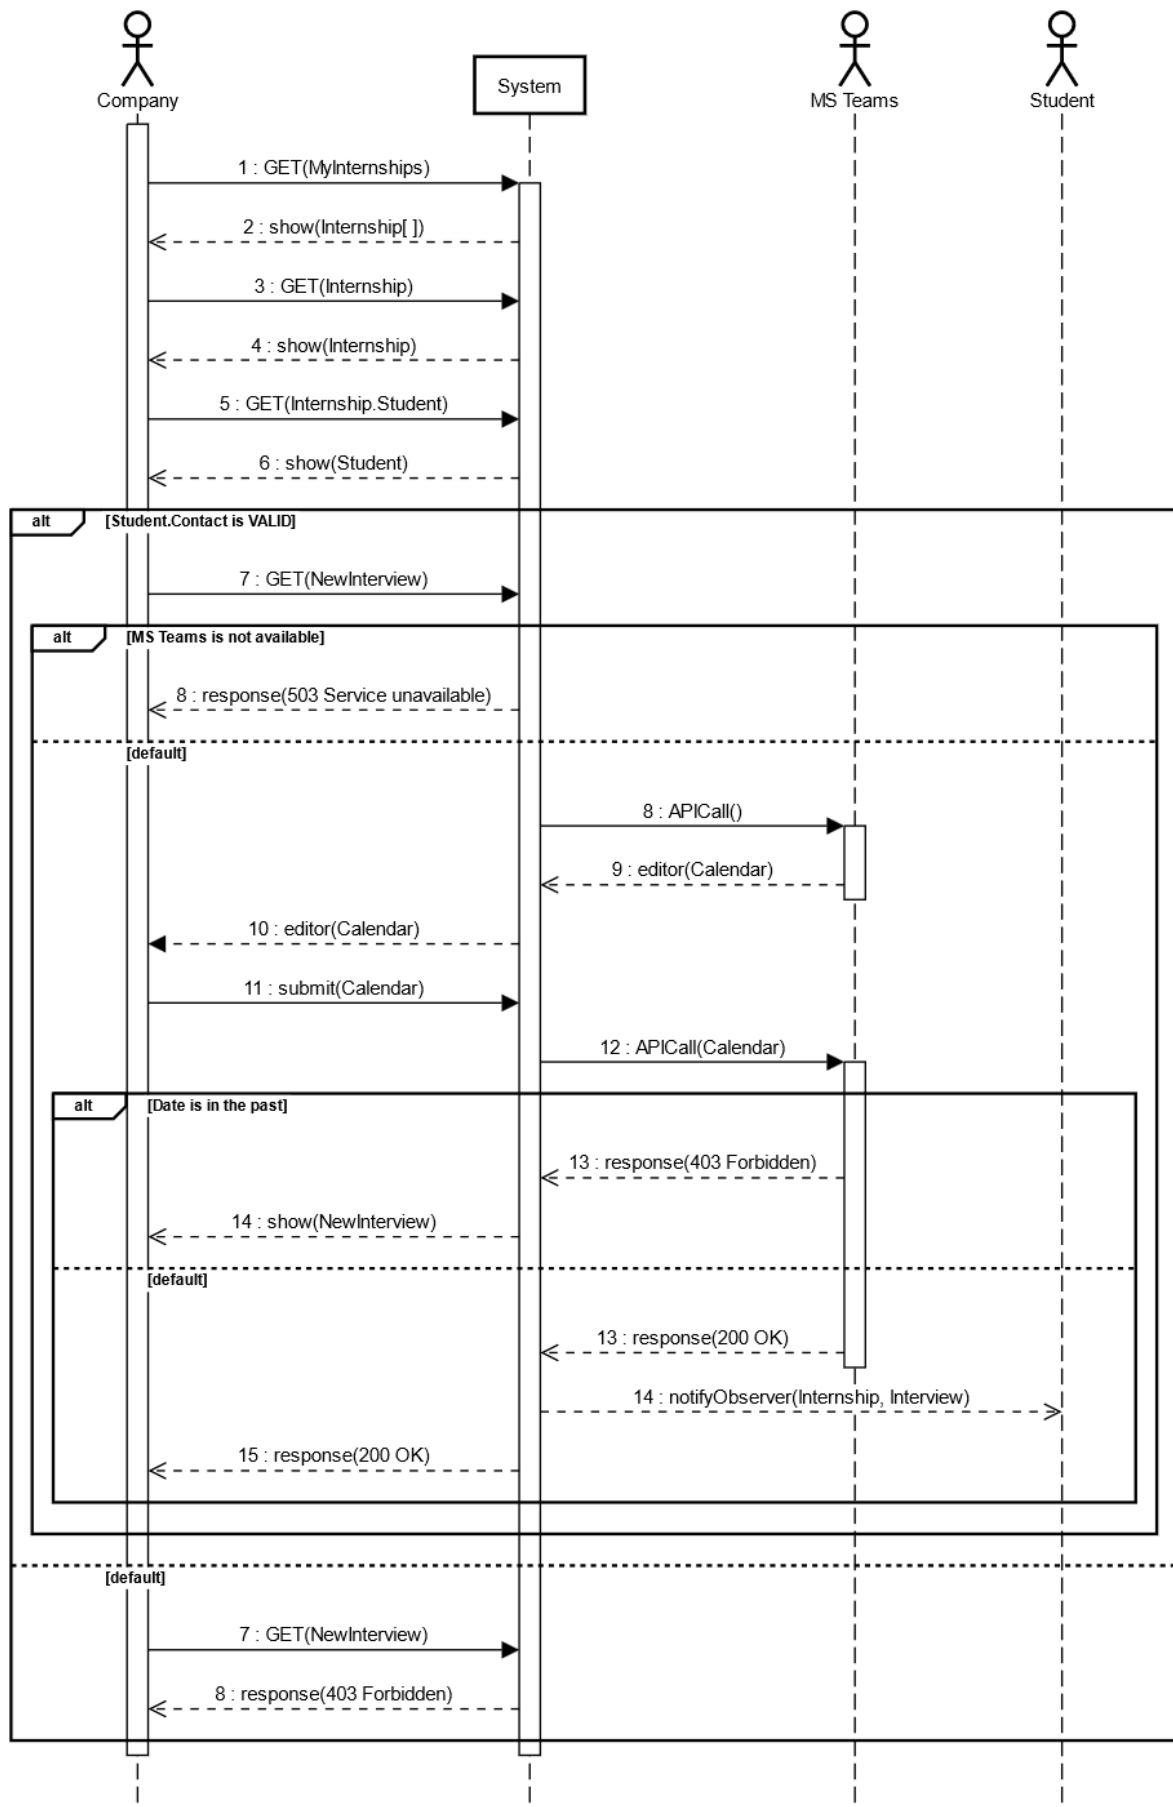 Company
System
MS Teams
Student
1 : GET(MyInternships)
2 : show(Internship[ ])
3 : GET(Internship)
4 : show(Internship)
5 : GET(Internship.Student)
6 : show(Student)
alt
[Student.Contact is VALID]
7 : GET(NewInterview)
alt
[MS Teams is not available]
8 : response(503 Service unavailable)
[default]
8 : APICall()
9 : editor(Calendar)
10 : editor(Calendar)
11 : submit(Calendar)
12 : APICall(Calendar)
alt
[Date is in the past]
13 : response(403 Forbidden)
14 : show(NewInterview)
[default]
13 : response(200 OK)
14 : notifyObserver(Internship, Interview)
15 : response(200 OK)
[default]
7 : GET(NewInterview)
8 : response(403 Forbidden)